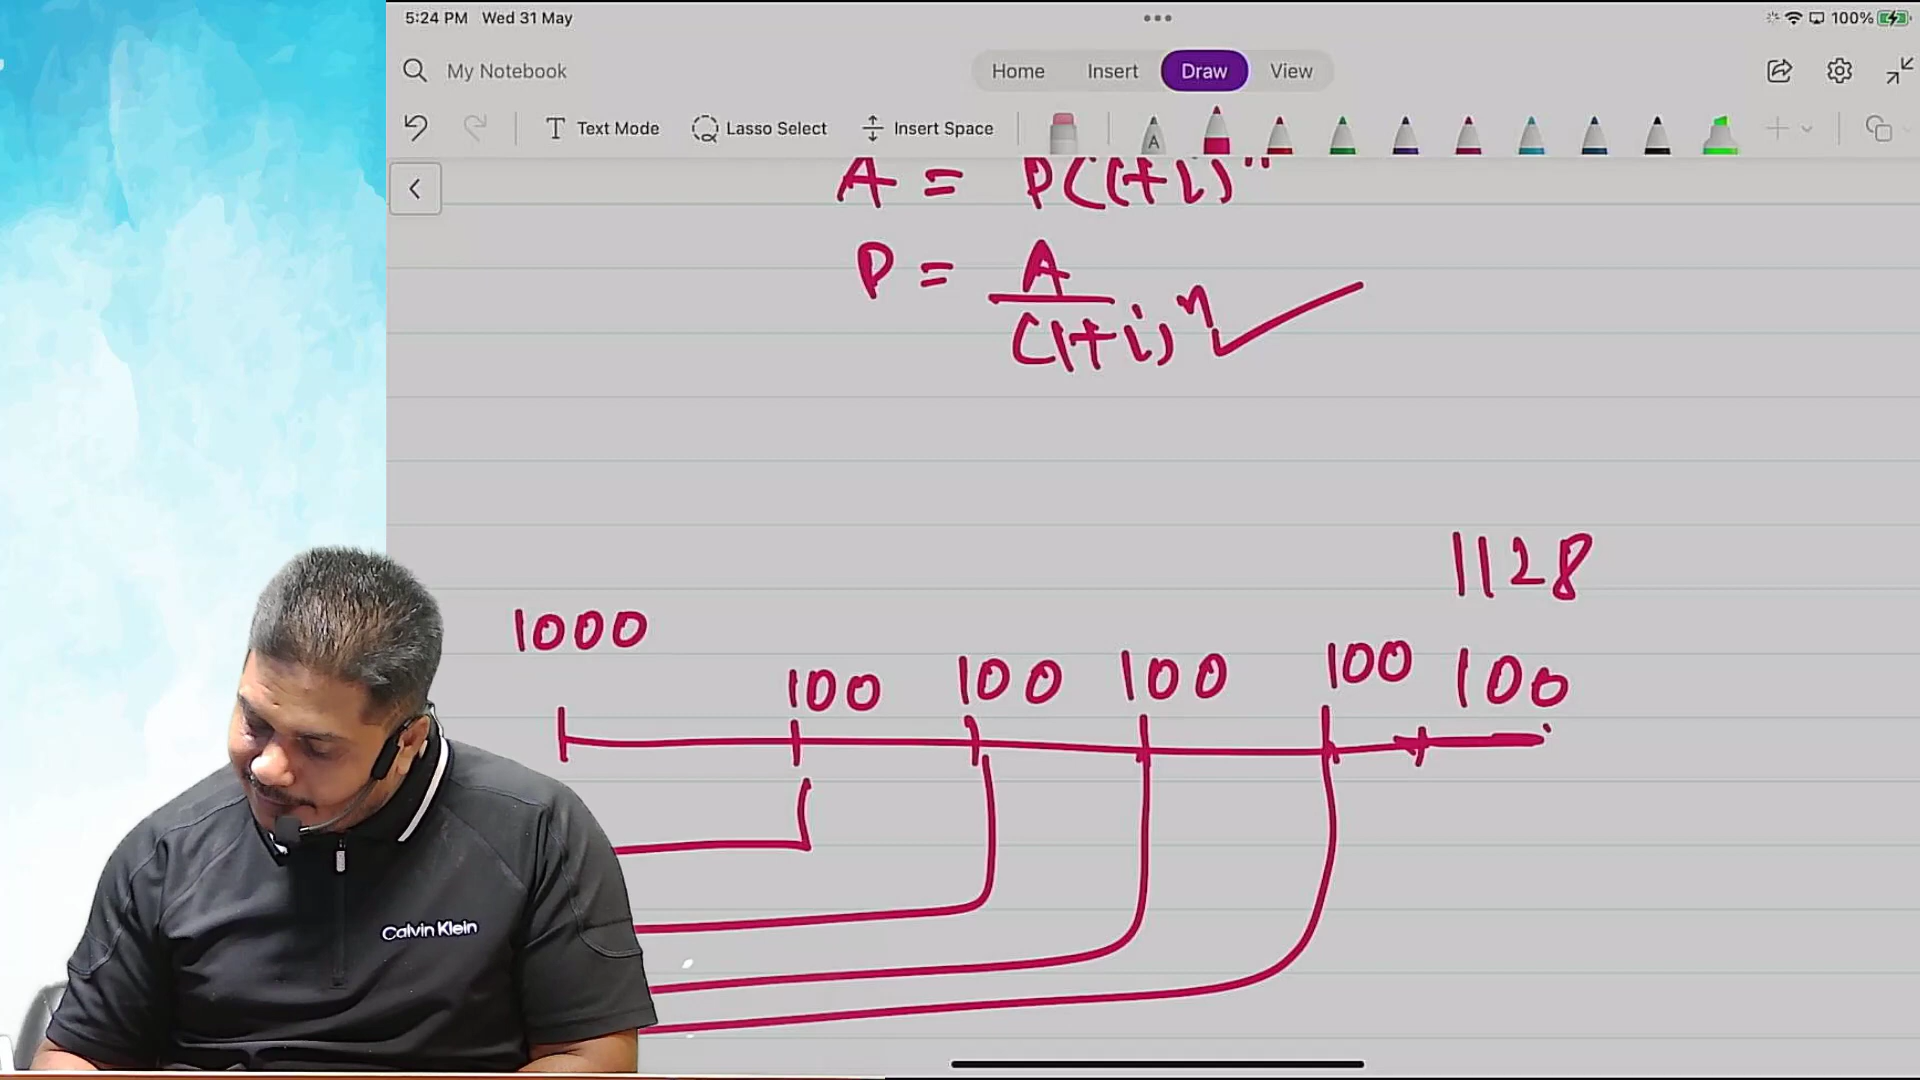 5:24 PM Wed 31 May
100%
My Notebook
Home Insert Draw View
Text Mode Lasso Select Insert Space
A
A = P(1+i)^n
P = A
(1+i)^n
1128
1000
100 100 100 100 100
Calvin Klein